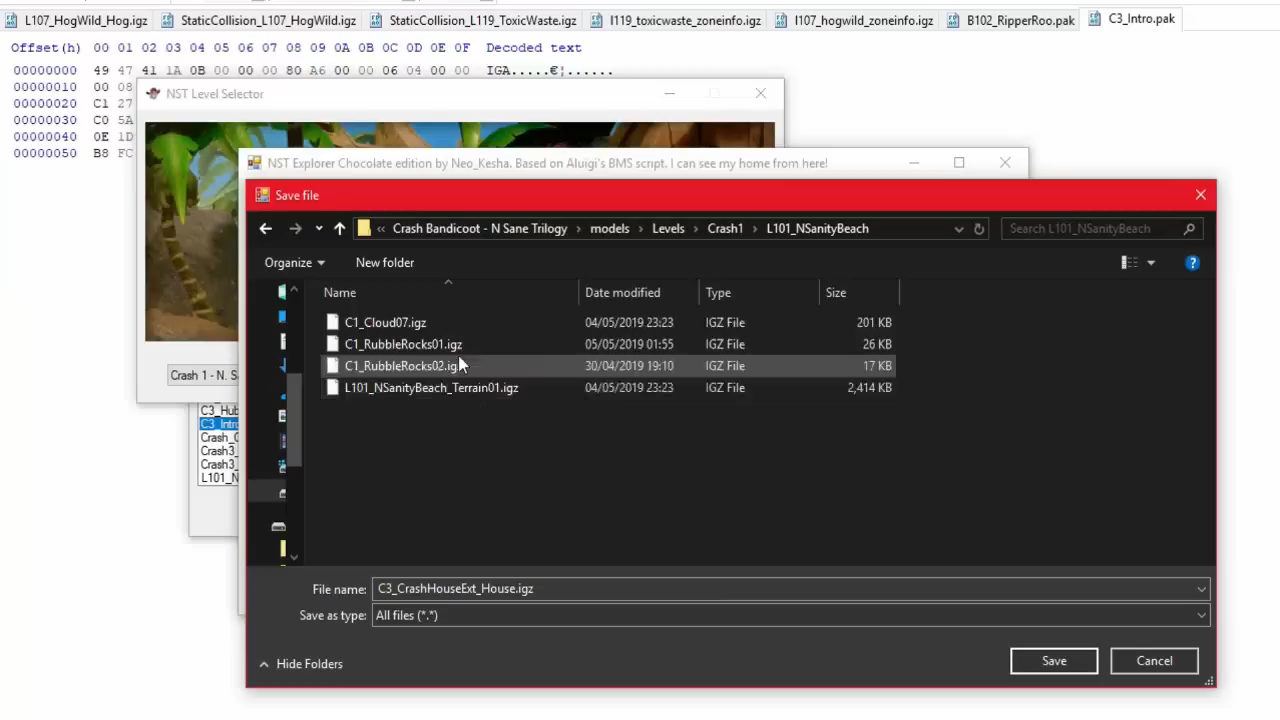 L107_HogWild_Hog.igz StaticCollision_L107_HogWild.igz StaticCollision_L119_ToxicWaste.igz l119_toxicwaste_zoneinfo.igz l107_hogwild_zoneinfo.igz B102_RipperRoo.pak C3_Intro.pak
Offset(h) 00 01 02 03 04 05 06 07 08 09 0A 0B 0C 0D 0E 0F Decoded text
00000000 49 47 41 1A 0B 00 00 00 80 A6 00 00 06 04 00 00 IGA.....€¦......
00000010 00 08
00000020 C1 27
00000030 C0 5A
00000040 0E 1D
00000050 B8 FC
NST Level Selector
NST Explorer Chocolate edition by Neo_Kesha. Based on Aluigi's BMS script. I can see my home from here!
Save file
« Crash Bandicoot - N Sane Trilogy › models › Levels › Crash1 › L101_NSanityBeach
Search L101_NSanityBeach
Organize New folder
Name Date modified Type Size
C1_Cloud07.igz 04/05/2019 23:23 IGZ File 201 KB
C1_RubbleRocks01.igz 05/05/2019 01:55 IGZ File 26 KB
C1_RubbleRocks02.ig 30/04/2019 19:10 IGZ File 17 KB
L101_NSanityBeach_Terrain01.igz 04/05/2019 23:23 IGZ File 2,414 KB
Crash 1 - N. S
C3_Hub
C3_Intro
Crash_C
Crash3_
Crash3_
L101_N
File name: C3_CrashHouseExt_House.igz
Save as type: All files (*.*)
Hide Folders
Save Cancel